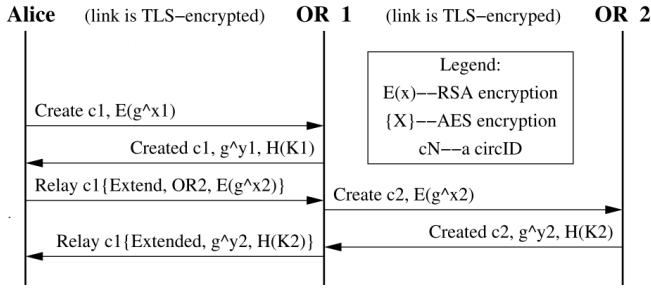 Alice (link is TLS−encrypted) OR 1 (link is TLS−encryped) OR 2
Legend:
E(x)−−RSA encryption
{X}−−AES encryption
cN−−a circID
Create c1, E(g^x1)
Created c1, g^y1, H(K1)
Relay c1{Extend, OR2, E(g^x2)}
Create c2, E(g^x2)
Created c2, g^y2, H(K2)
Relay c1{Extended, g^y2, H(K2)}